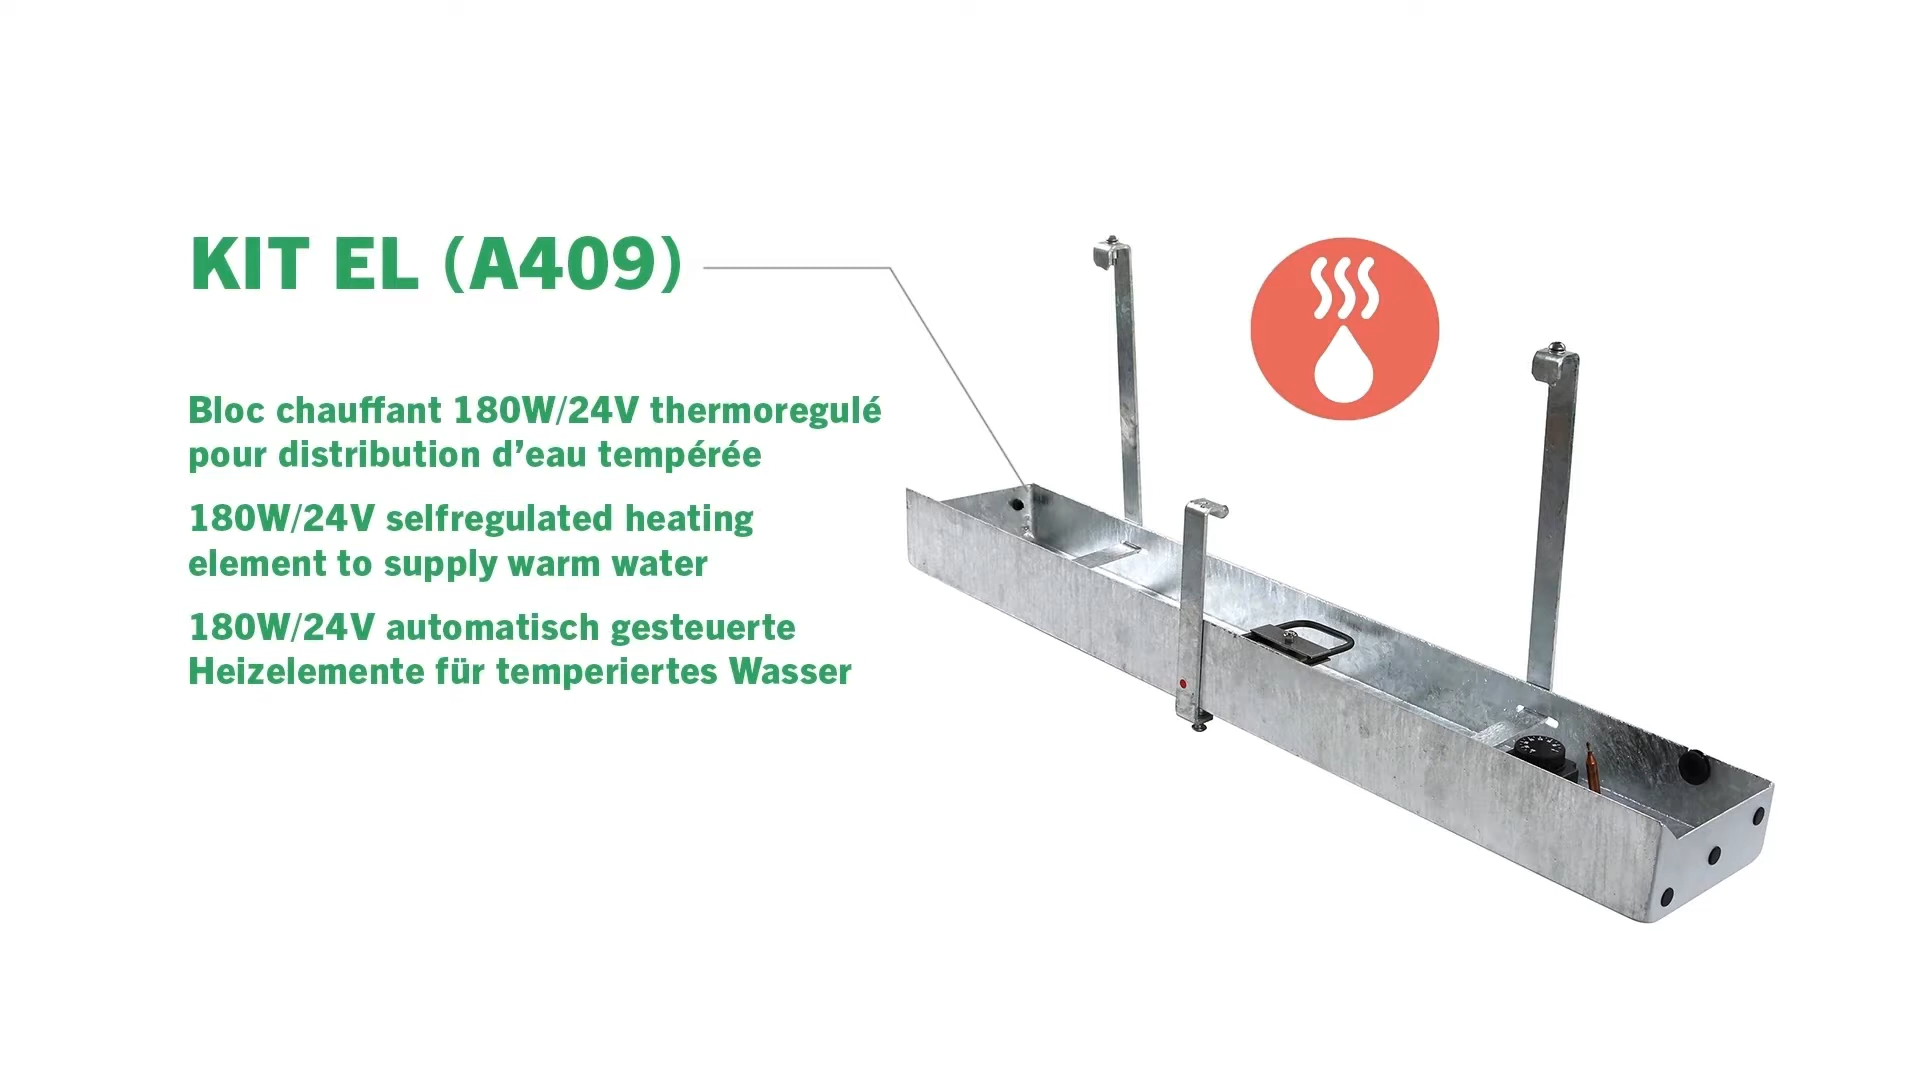 KIT EL (A409)
Bloc chauffant 180W/24V thermoregulé
pour distribution d’eau tempérée
180W/24V selfregulated heating
element to supply warm water
180W/24V automatisch gesteuerte
Heizelemente für temperiertes Wasser